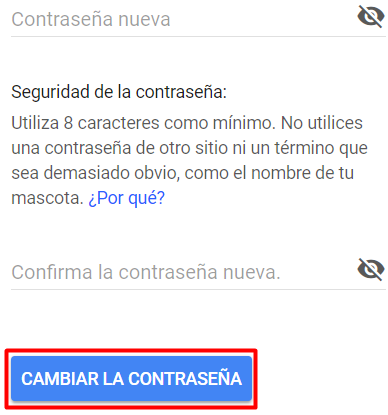 Contraseña nueva
Seguridad de la contraseña:
Utiliza 8 caracteres como mínimo. No utilices
una contraseña de otro sitio ni un término que
sea demasiado obvio, como el nombre de tu
mascota. ¿Por qué?
Confirma la contraseña nueva.
CAMBIAR LA CONTRASEÑA